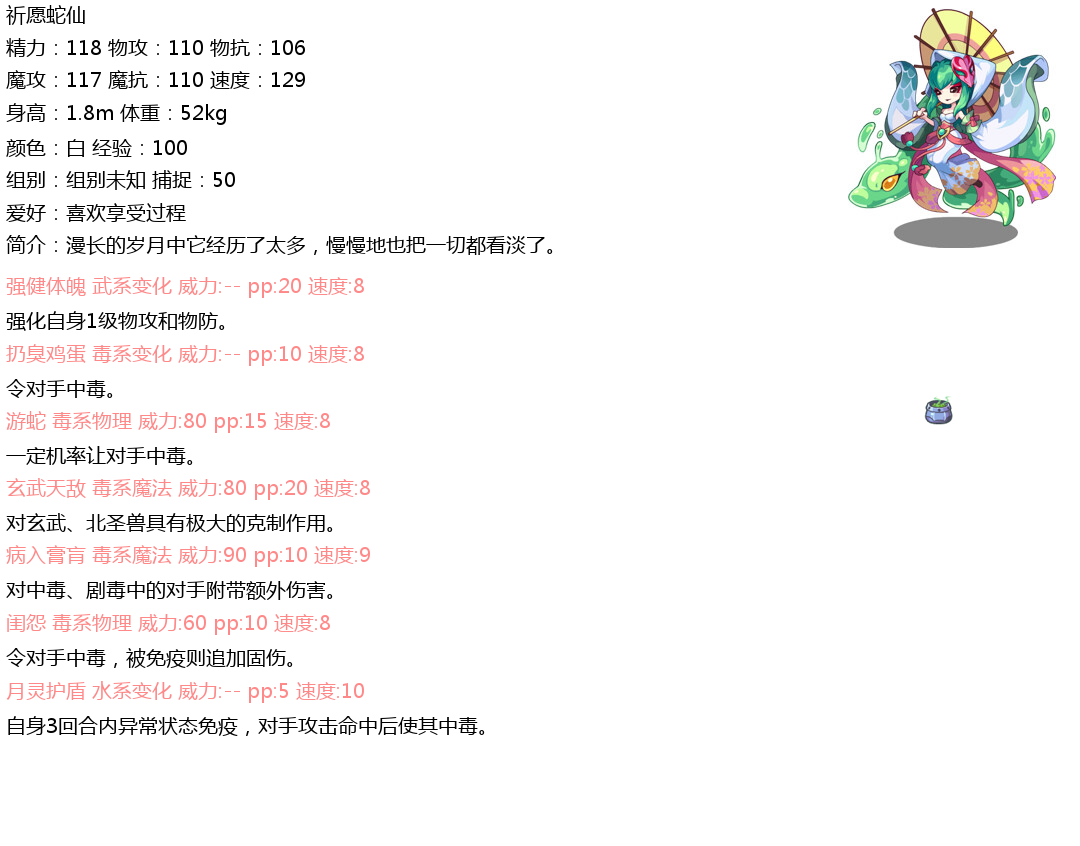 祈愿蛇仙
精力：118 物攻：110 物抗：106
魔攻：117 魔抗：110 速度：129
身高：1.8m 体重：52kg
颜色：白 经验：100
组别：组别未知 捕捉：50
爱好：喜欢享受过程
简介：漫长的岁月中它经历了太多，慢慢地也把一切都看淡了。
强健体魄 武系变化 威力:-- pp:20 速度:8
强化自身1级物攻和物防。
扔臭鸡蛋 毒系变化 威力:-- pp:10 速度:8
令对手中毒。
游蛇 毒系物理 威力:80 pp:15 速度:8
一定机率让对手中毒。
玄武天敌 毒系魔法 威力:80 pp:20 速度:8
对玄武、北圣兽具有极大的克制作用。
病入膏肓 毒系魔法 威力:90 pp:10 速度:9
对中毒、剧毒中的对手附带额外伤害。
闺怨 毒系物理 威力:60 pp:10 速度:8
令对手中毒，被免疫则追加固伤。
月灵护盾 水系变化 威力:-- pp:5 速度:10
自身3回合内异常状态免疫，对手攻击命中后使其中毒。